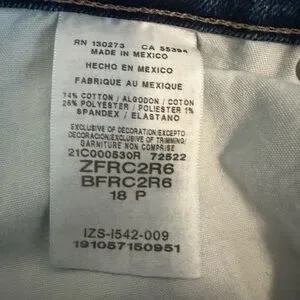 RN 130273 CA 55394
MADE IN MEXICO
HECHO EN MEXICO
FABRIQUE AU MEXIQUE
74% COTTON / ALGODON / COTON
25% POLYESTER / POLIESTER 1%
SPANDEX / ELASTANO
EXCLUSIVE OF DECORATION/EXCEPTO
DECORACION/EXCLUSIVE OF TRIMMING/
GARNITURE NON COMPRISE
21C000530R 72522
ZFRC2R6
BFRC2R6
18 P
IZS-I542-009
191057150951